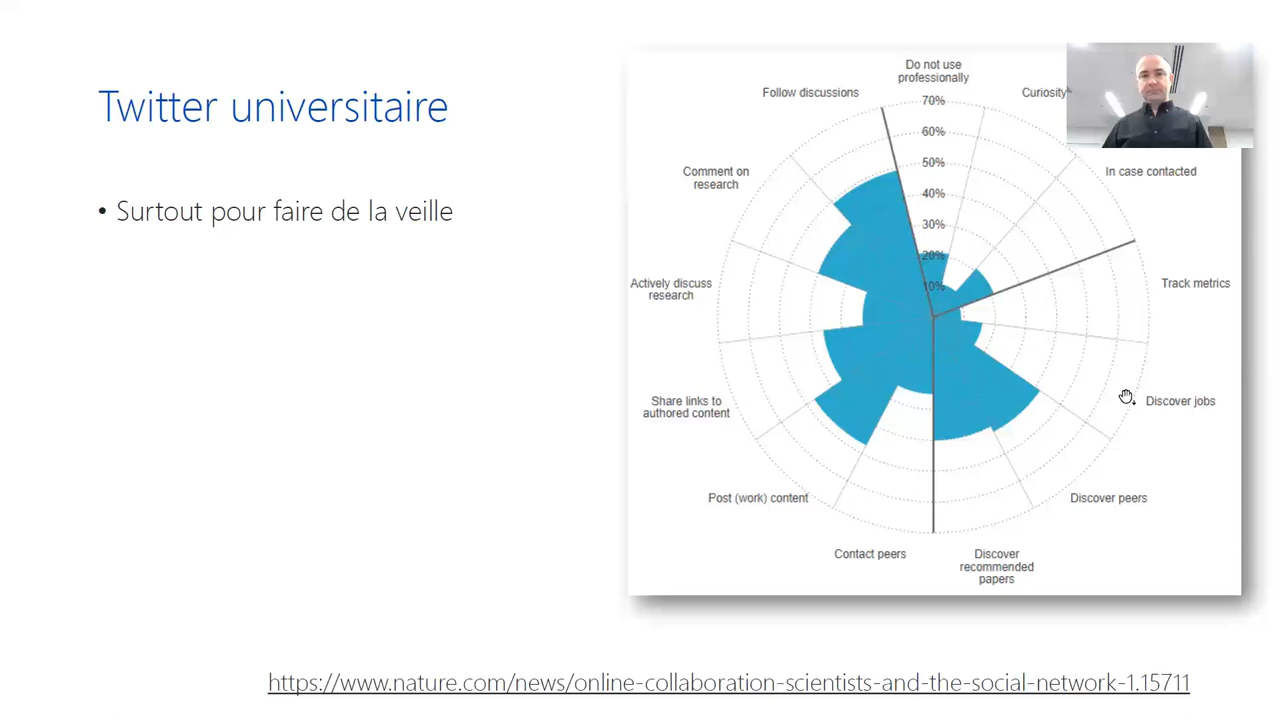 Twitter universitaire
• Surtout pour faire de la veille
Do not use
professionally
Curiosity
In case contacted
Track metrics
Discover jobs
Discover peers
Discover
recommended
papers
Contact peers
Post (work) content
Share links to
authored content
Actively discuss
research
Comment on
research
Follow discussions
70%
60%
50%
40%
30%
20%
10%
https://www.nature.com/news/online-collaboration-scientists-and-the-social-network-1.15711